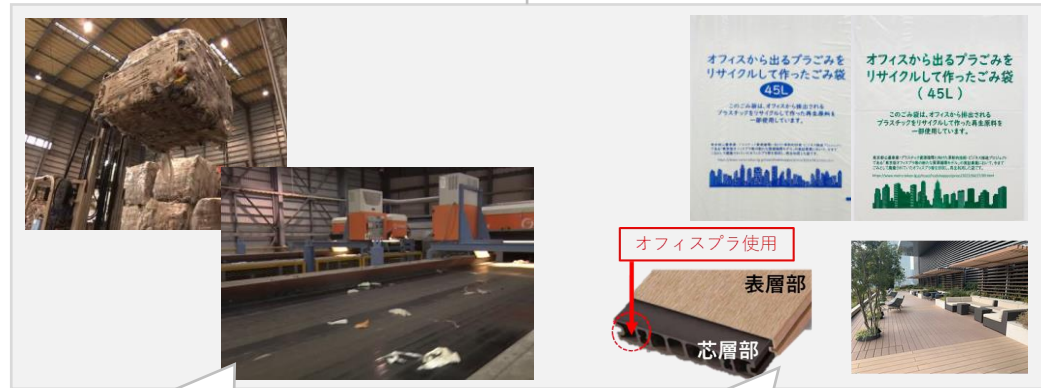 オフィスから出るプラごみを
リサイクルして作ったごみ袋
45L
このごみ袋は、オフィスから排出される
プラスチックをリサイクルして作った再生原料を
一部使用しています。
オフィスから出るプラごみを
リサイクルして作ったごみ袋
(45L)
このごみ袋は、オフィスから排出される
プラスチックをリサイクルして作った再生原料を
一部使用しています。
オフィスプラ使用
表層部
芯層部